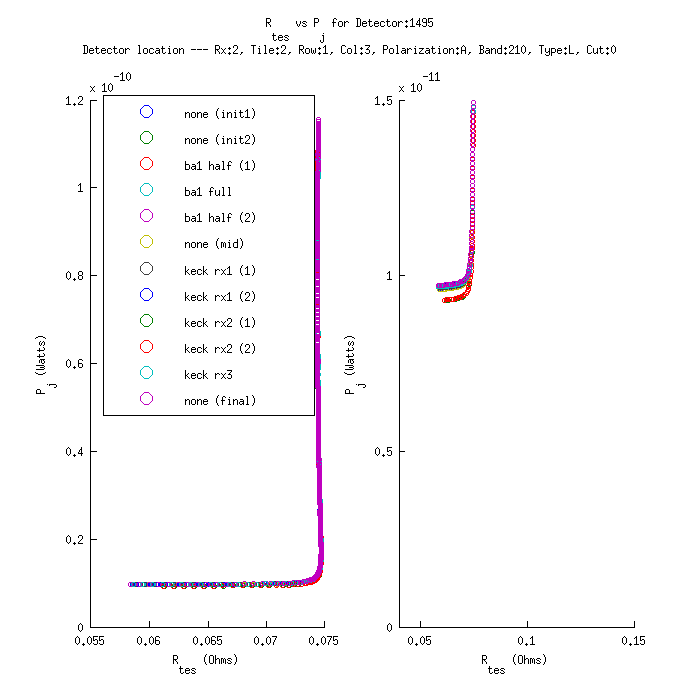 R_tes vs P_j for Detector:1495
Detector location --- Rx:2, Tile:2, Row:1, Col:3, Polarization:A, Band:210, Type:L, Cut:0
x 10^-10
1.2
1
0.8
0.6
0.4
0.2
0
0.055
0.06
0.065
0.07
0.075
P_j (Watts)
R_tes (Ohms)
none (init1)
none (init2)
ba1 half (1)
ba1 full
ba1 half (2)
none (mid)
keck rx1 (1)
keck rx1 (2)
keck rx2 (1)
keck rx2 (2)
keck rx3
none (final)
x 10^-11
1.5
1
0.5
0
0.05
0.1
0.15
P_j (Watts)
R_tes (Ohms)